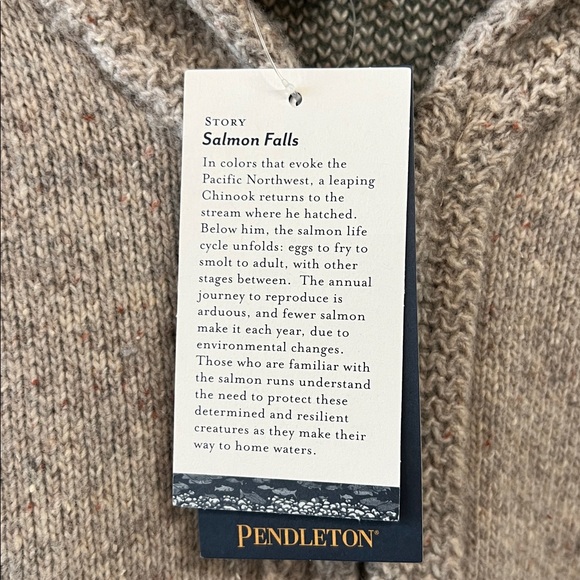 STORY
Salmon Falls
In colors that evoke the
Pacific Northwest, a leaping
Chinook returns to the
stream where he hatched.
Below him, the salmon life
cycle unfolds: eggs to fry to
smolt to adult, with other
stages between.  The annual
journey to reproduce is
arduous, and fewer salmon
make it each year, due to
environmental changes.
Those who are familiar with
the salmon runs understand
the need to protect these
determined and resilient
creatures as they make their
way to home waters.
PENDLETON®